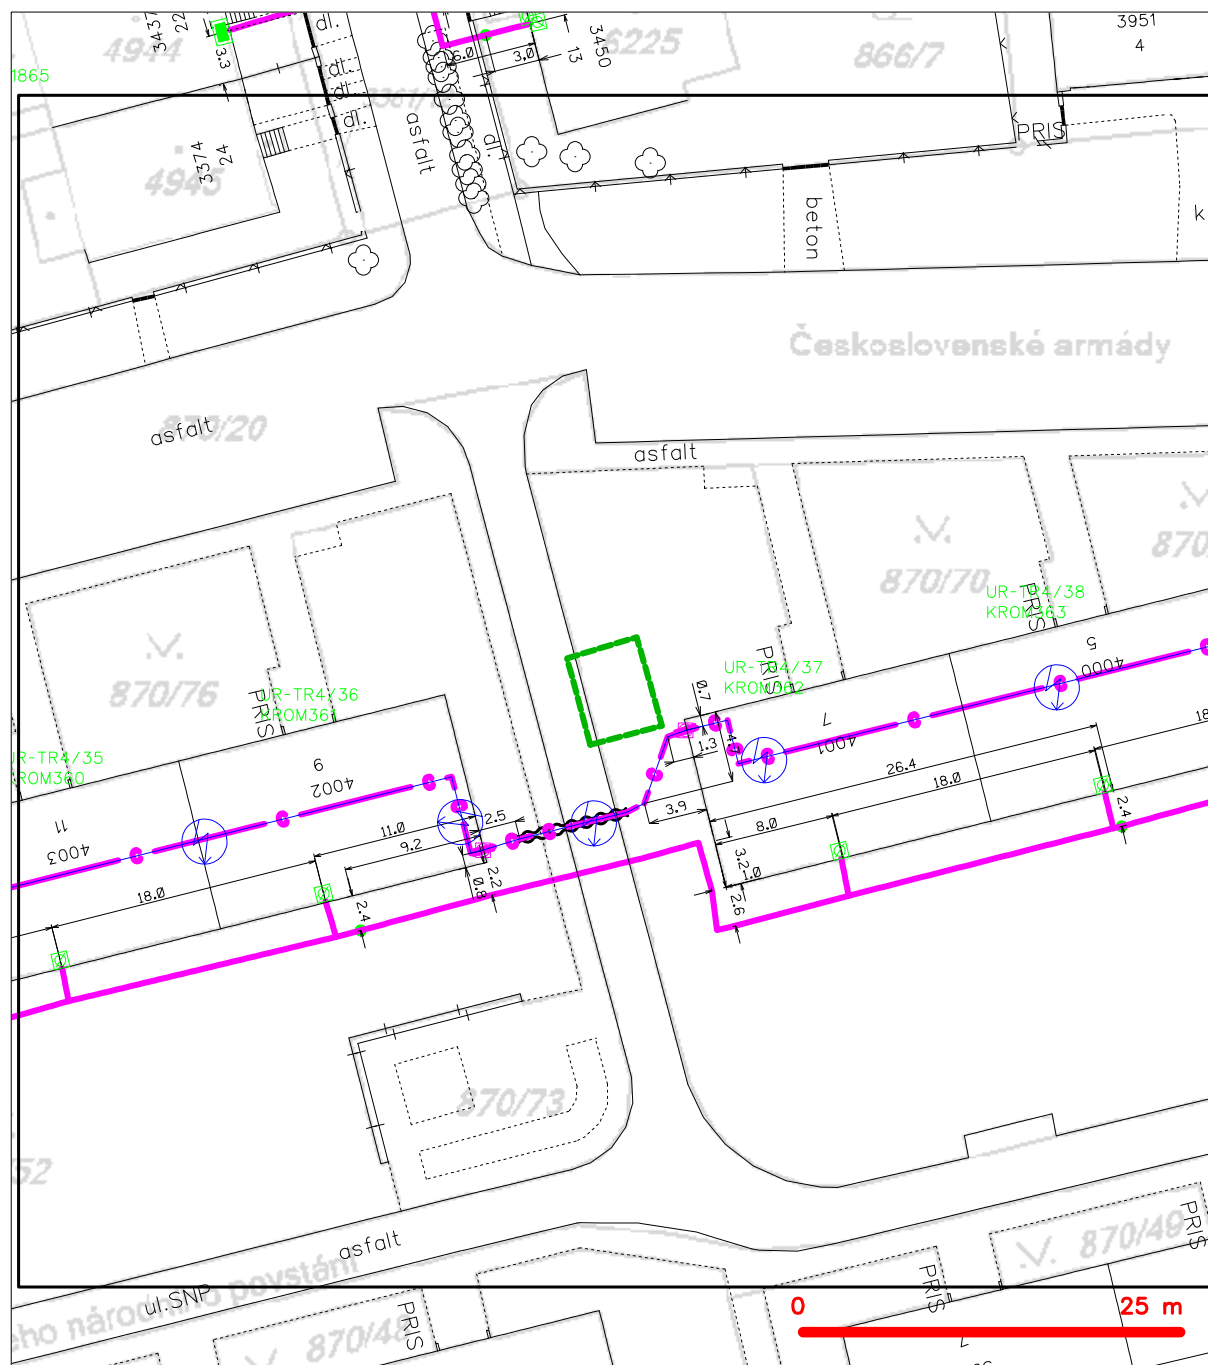 3437
22
4944
dl.
3.3
6.0
3,0
13
3450
6225
866/7
3951
4
1865
dl.
dl.
dl.
asfalt
dl.
PRIS
3374
24
4945
beton
k
Československé armády
870/20
asfalt
asfalt
870/70
870
UR-TR4/38
KROM363
PRIS
5
4000
870/76
PRIS
UR-TR4/36
KROM361
PRIS
UR-TR4/37
KROM362
0.7
7
4001
1.3
26.4
18.0
18
UR-TR4/35
KROM360
9
4002
11
4003
11.0
2.5
9.2
3.9
8.0
2.4
18.0
0.8
2.2
3.2
1.0
2.6
2.4
870/73
52
asfalt
ul.SNP
ého národního povstání
870/48
PRIS
PRIS
870/49
PRIS
0
25 m
7